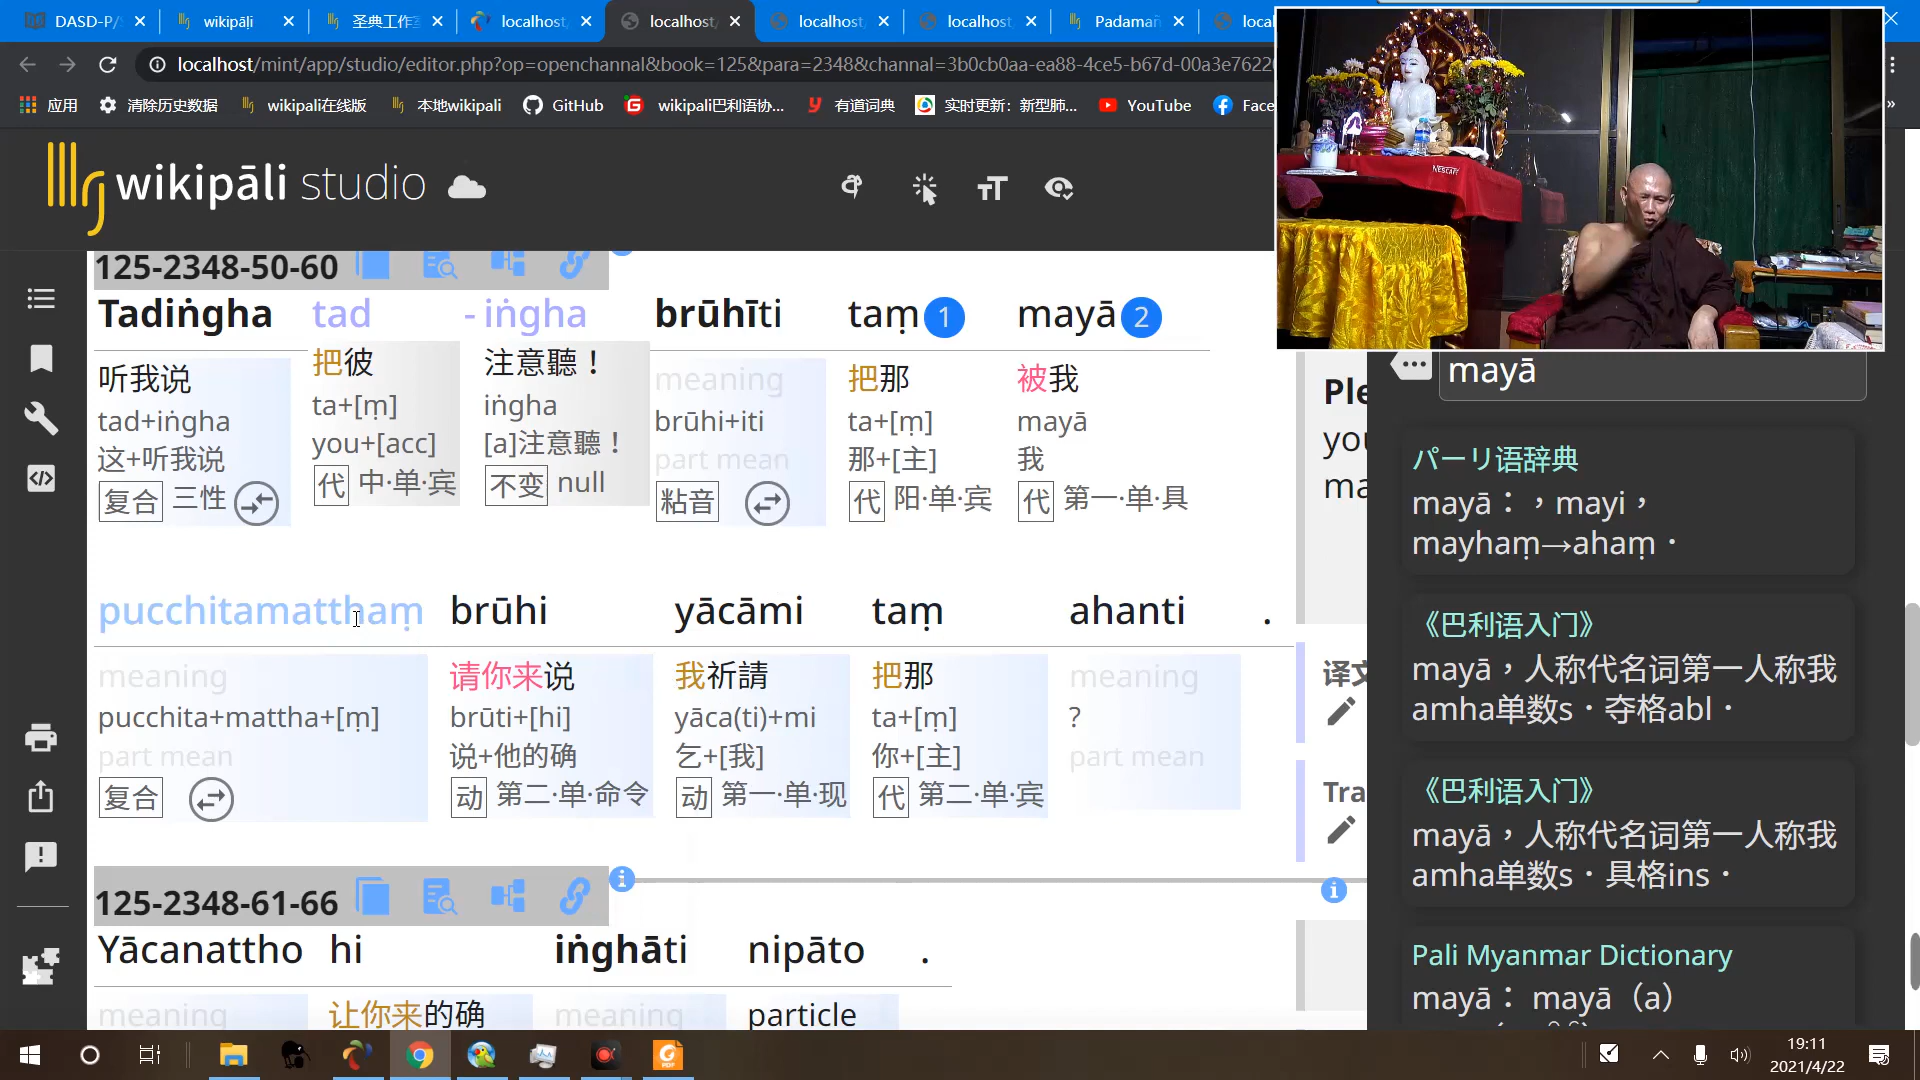 DASD-P/
wikipāli
圣典工作室
localhost
localhost
localhost
localhost
Padamañ
local
localhost/mint/app/studio/editor.php?op=openchannal&book=125&para=2348&channal=3b0cb0aa-ea88-4ce5-b67d-00a3e7622
应用
清除历史数据
wikipali在线版
本地wikipali
GitHub
wikipali巴利语协...
有道词典
实时更新：新型肺...
YouTube
Face
»
NESCAFÉ
wikipāli studio
125-2348-50-60
Tadiṅgha tad - iṅgha brūhīti taṃ 1 mayā 2
听我说 把彼 注意聽！ meaning 把那 被我
tad+iṅgha ta+[ṃ] iṅgha brūhi+iti ta+[ṃ] mayā
这+听我说 you+[acc] [a]注意聽！ part mean 那+[主] 我
复合 三性 代 中·单·宾 不变 null 粘音 代 阳·单·宾 代 第一·单·具
pucchitamatthaṃ brūhi yācāmi taṃ ahanti .
meaning 请你来说 我祈請 把那 meaning
pucchita+mattha+[ṃ] brūti+[hi] yāca(ti)+mi ta+[ṃ] ?
part mean 说+他的确 乞+[我] 你+[主] part mean
复合 动 第二·单·命令 动 第一·单·现 代 第二·单·宾
125-2348-61-66
Yācanattho hi iṅghāti nipāto .
meaning 让你来的确 meaning particle
Ple
you
ma
译文
Tra
mayā
パーリ语辞典
mayā：，mayi，
mayhaṃ→ahaṃ．
《巴利语入门》
mayā，人称代名词第一人称我
amha单数s．夺格abl．
《巴利语入门》
mayā，人称代名词第一人称我
amha单数s．具格ins．
Pali Myanmar Dictionary
mayā： mayā（a）
19:11
2021/4/22